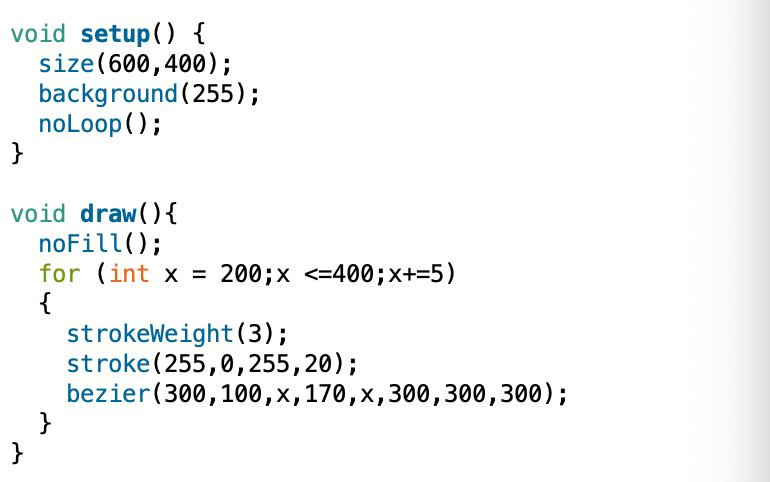 void setup() {
  size(600,400);
  background(255);
  noLoop();
}

void draw(){
  noFill();
  for (int x = 200;x <=400;x+=5)
  {
    strokeWeight(3);
    stroke(255,0,255,20);
    bezier(300,100,x,170,x,300,300,300);
  }
}